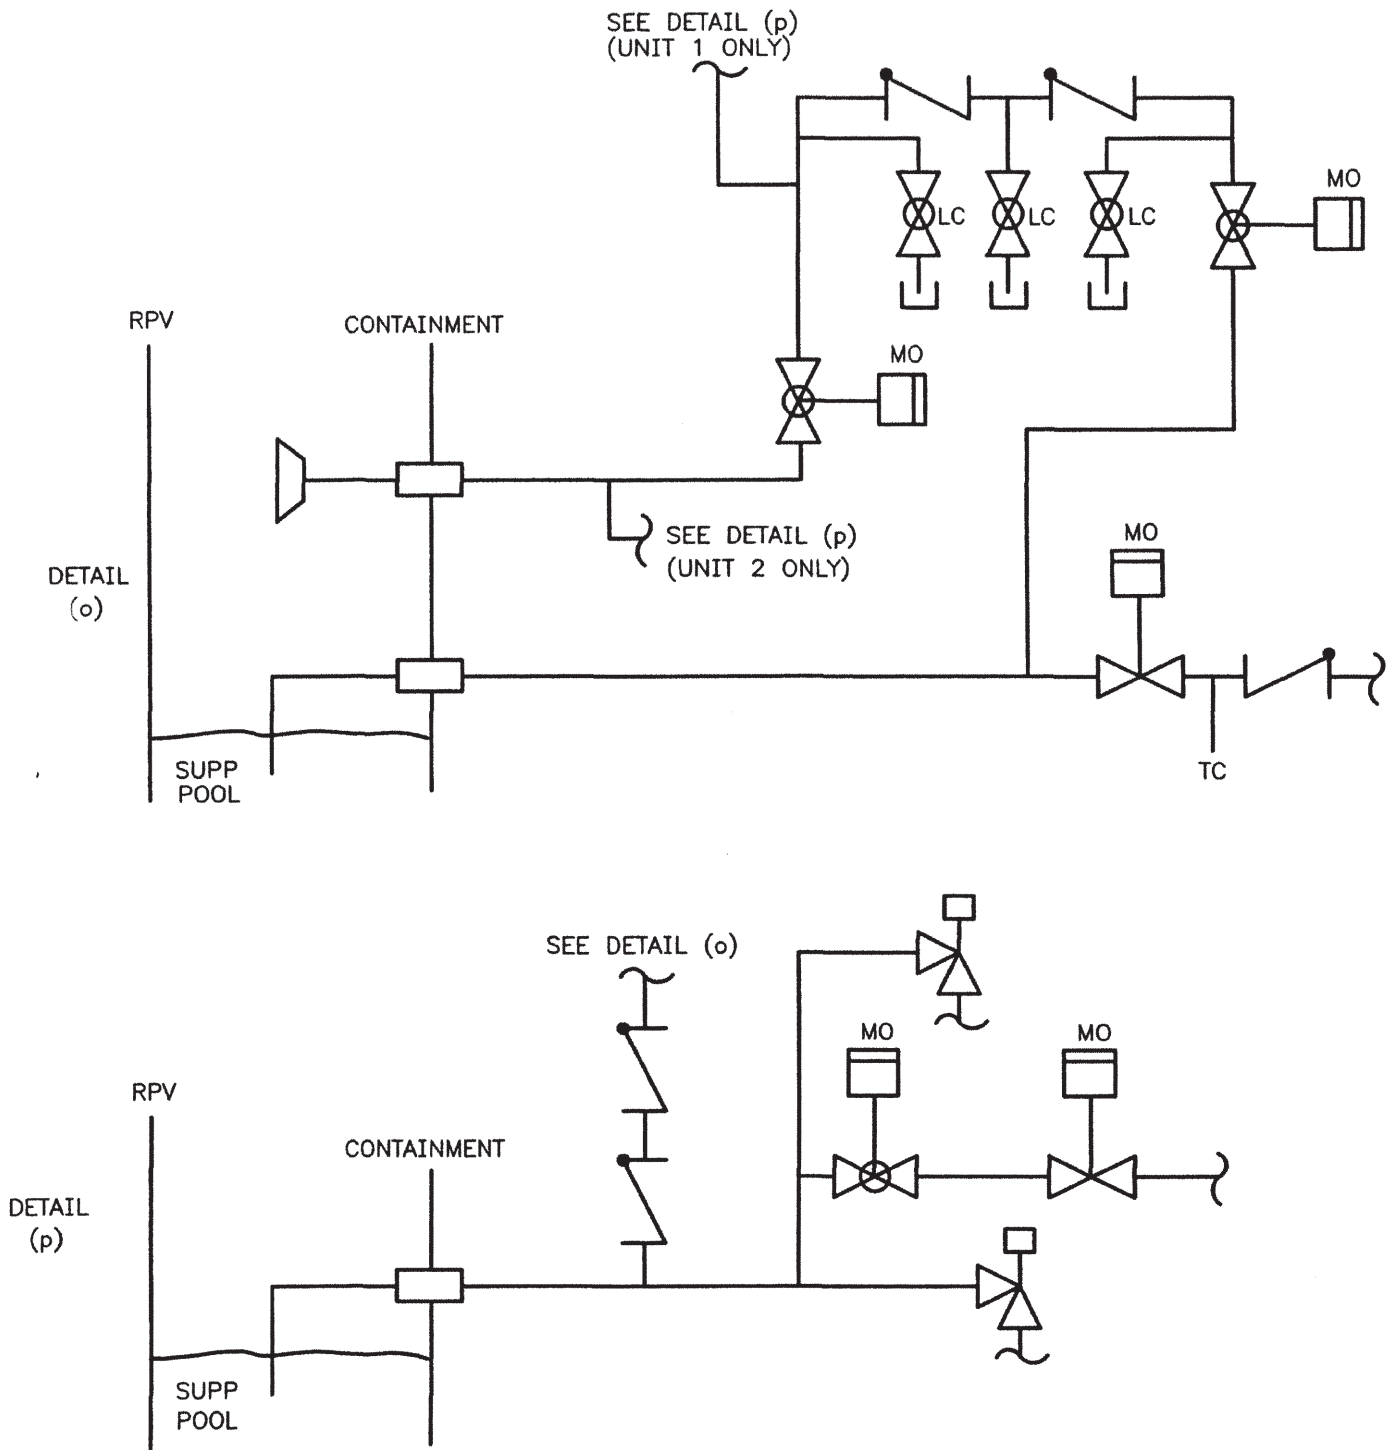 SEE DETAIL (p)
(UNIT 1 ONLY)
MO
LC
LC
LC
RPV
CONTAINMENT
MO
SEE DETAIL (p)
(UNIT 2 ONLY)
MO
DETAIL
(o)
SUPP
POOL
TC
SEE DETAIL (o)
MO
MO
RPV
CONTAINMENT
DETAIL
(p)
SUPP
POOL